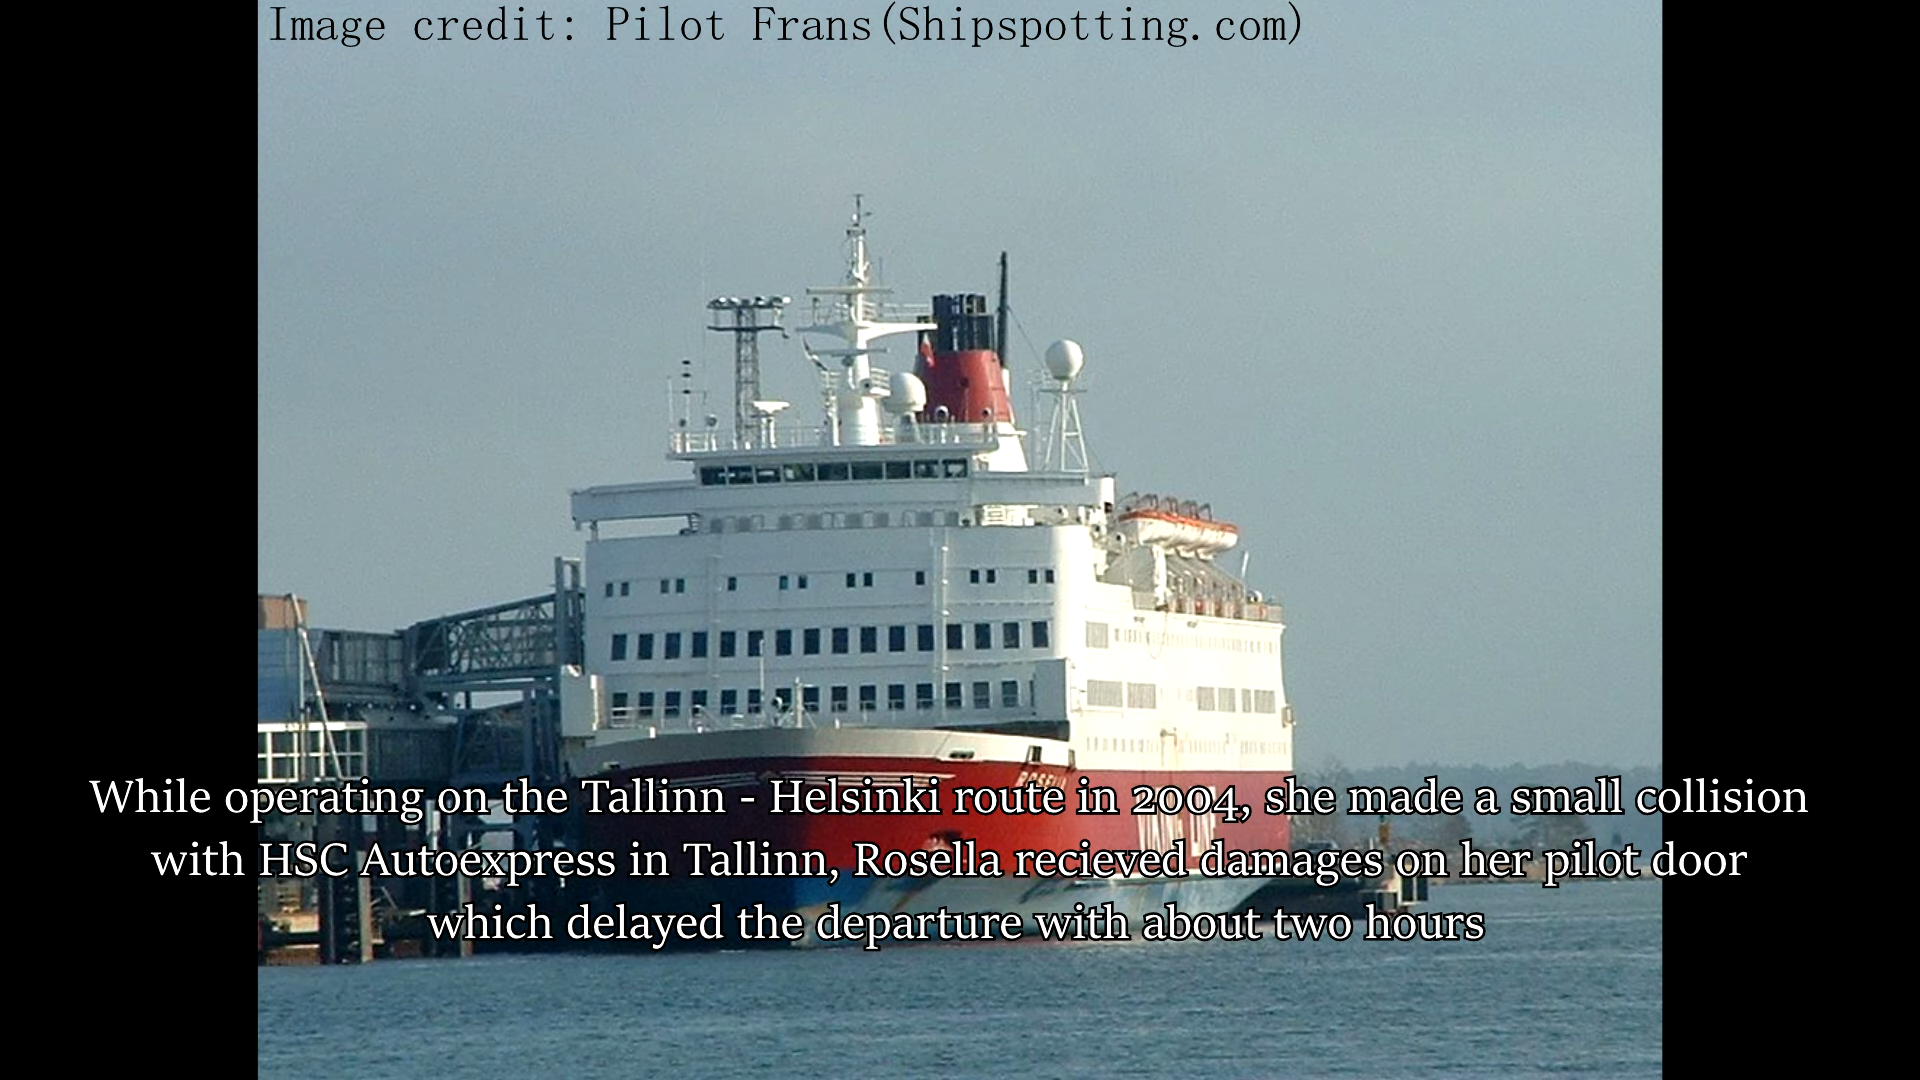 Image credit: Pilot Frans(Shipspotting.com)
ROSELLA
While operating on the Tallinn - Helsinki route in 2004, she made a small collision
with HSC Autoexpress in Tallinn, Rosella recieved damages on her pilot door
which delayed the departure with about two hours